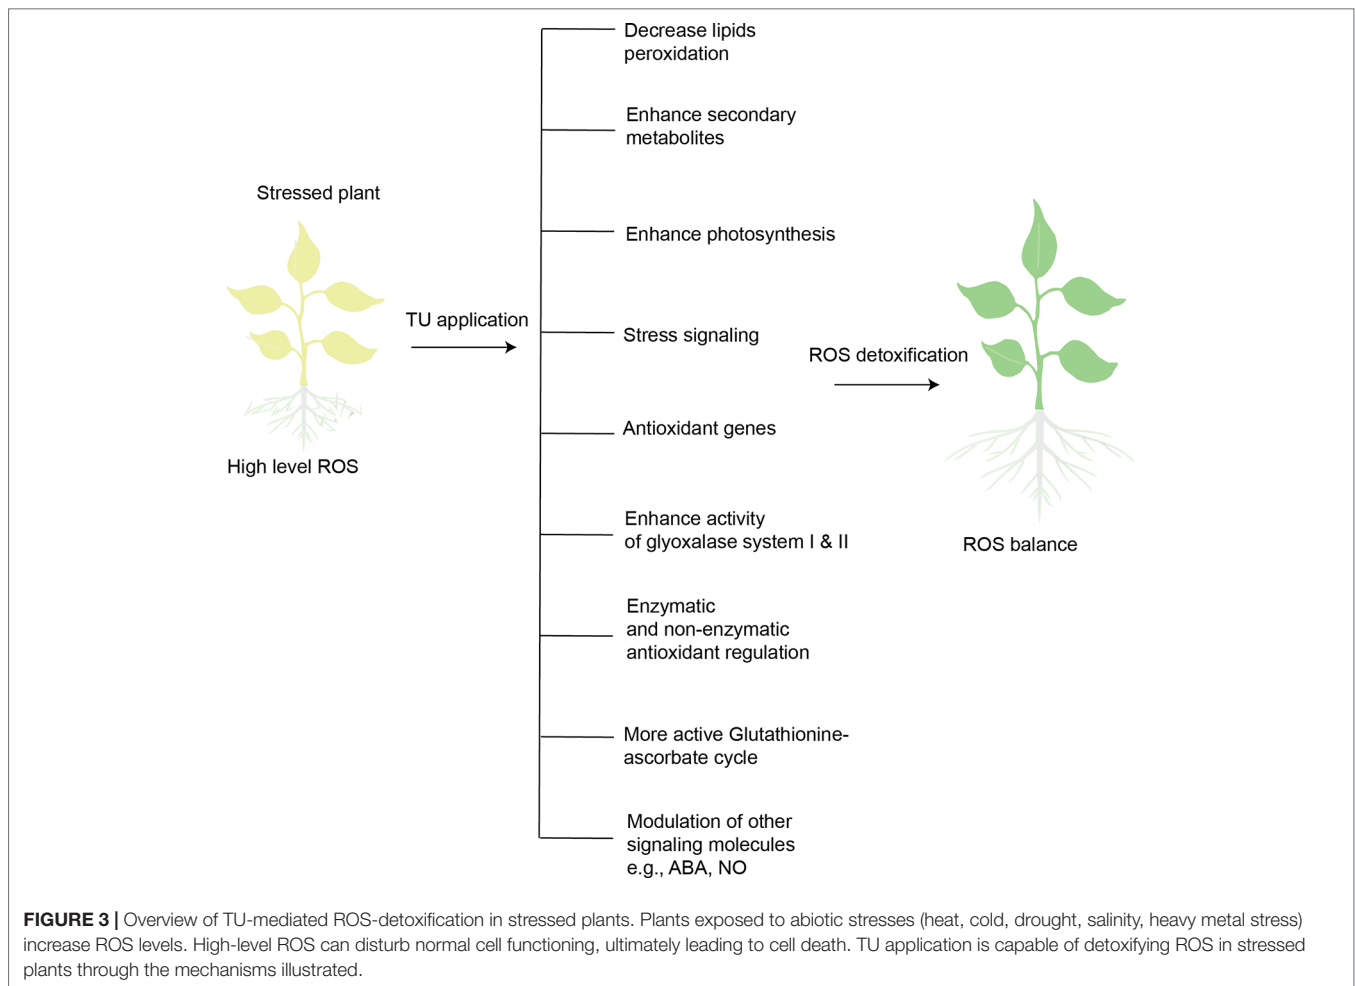 Decrease lipids
peroxidation
Enhance secondary
metabolites
Stressed plant
Enhance photosynthesis
TU application
Stress signaling
ROS detoxification
Antioxidant genes
High level ROS
Enhance activity
of glyoxalase system I & II
ROS balance
Enzymatic
and non-enzymatic
antioxidant regulation
More active Glutathionine-
ascorbate cycle
Modulation of other
signaling molecules
e.g., ABA, NO
FIGURE 3 | Overview of TU-mediated ROS-detoxification in stressed plants. Plants exposed to abiotic stresses (heat, cold, drought, salinity, heavy metal stress)
increase ROS levels. High-level ROS can disturb normal cell functioning, ultimately leading to cell death. TU application is capable of detoxifying ROS in stressed
plants through the mechanisms illustrated.